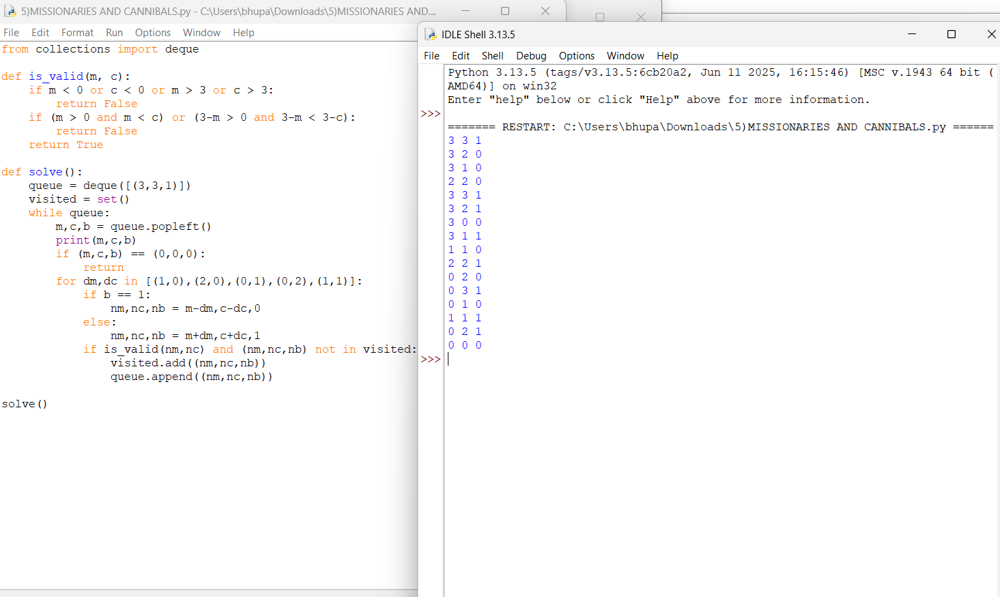 5)MISSIONARIES AND CANNIBALS.py - C:\Users\bhupa\Downloads\5)MISSIONARIES AND...
File Edit Format Run Options Window Help
from collections import deque

def is_valid(m, c):
    if m < 0 or c < 0 or m > 3 or c > 3:
        return False
    if (m > 0 and m < c) or (3-m > 0 and 3-m < 3-c):
        return False
    return True

def solve():
    queue = deque([(3,3,1)])
    visited = set()
    while queue:
        m,c,b = queue.popleft()
        print(m,c,b)
        if (m,c,b) == (0,0,0):
            return
        for dm,dc in [(1,0),(2,0),(0,1),(0,2),(1,1)]:
            if b == 1:
                nm,nc,nb = m-dm,c-dc,0
            else:
                nm,nc,nb = m+dm,c+dc,1
            if is_valid(nm,nc) and (nm,nc,nb) not in visited:
                visited.add((nm,nc,nb))
                queue.append((nm,nc,nb))

solve()
IDLE Shell 3.13.5
File Edit Shell Debug Options Window Help
Python 3.13.5 (tags/v3.13.5:6cb20a2, Jun 11 2025, 16:15:46) [MSC v.1943 64 bit (
AMD64)] on win32
Enter "help" below or click "Help" above for more information.
>>>
======= RESTART: C:\Users\bhupa\Downloads\5)MISSIONARIES AND CANNIBALS.py ======
3 3 1
3 2 0
3 1 0
2 2 0
3 3 1
3 2 1
3 0 0
3 1 1
1 1 0
2 2 1
0 2 0
0 3 1
0 1 0
1 1 1
0 2 1
0 0 0
>>>